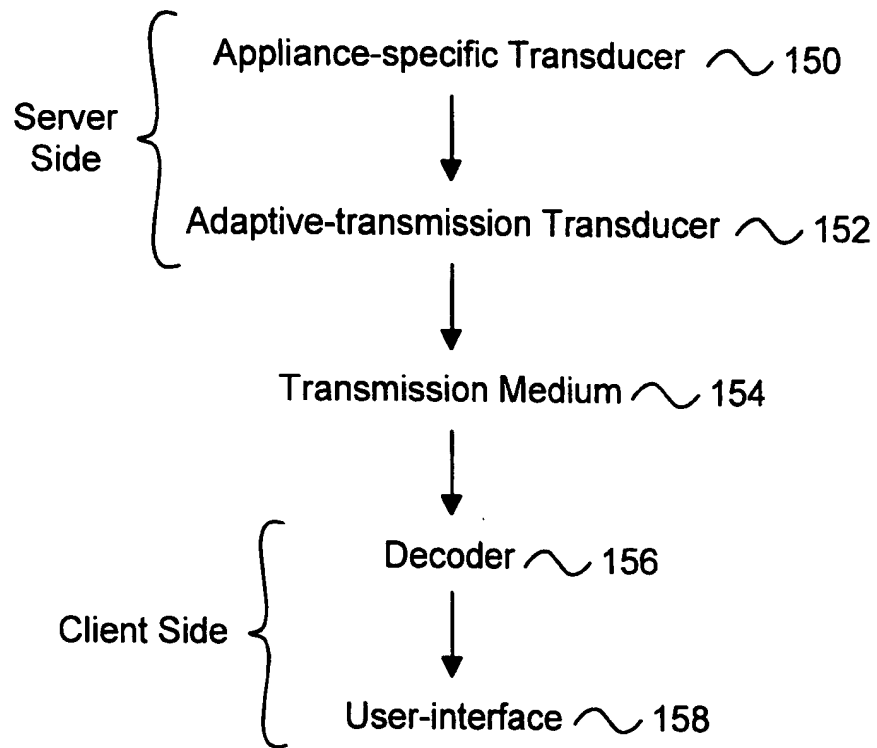 Appliance-specific Transducer 150
Server
Side
Adaptive-transmission Transducer 152
Transmission Medium 154
Decoder 156
Client Side
User-interface 158